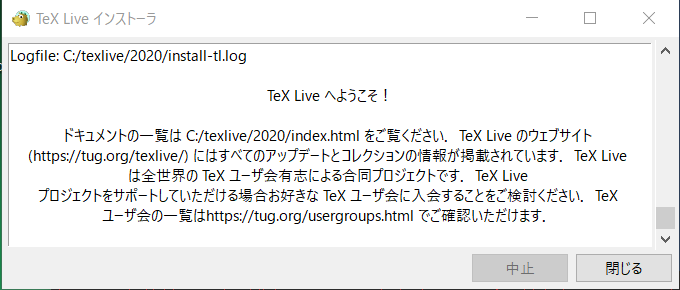 TeX Live インストーラ
Logfile: C:/texlive/2020/install-tl.log
TeX Live へようこそ！
ドキュメントの一覧は C:/texlive/2020/index.html をご覧ください．TeX Live のウェブサイト
(https://tug.org/texlive/) にはすべてのアップデートとコレクションの情報が掲載されています．TeX Live
は全世界の TeX ユーザ会有志による合同プロジェクトです．TeX Live
プロジェクトをサポートしていただける場合お好きな TeX ユーザ会に入会することをご検討ください．TeX
ユーザ会の一覧はhttps://tug.org/usergroups.html でご確認いただけます．
中止
閉じる